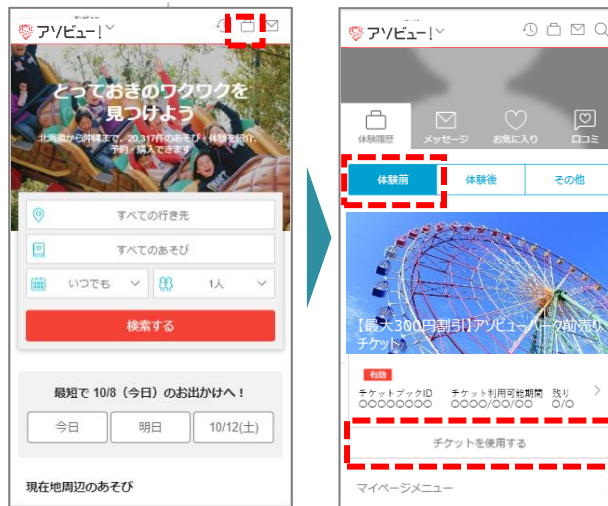 アソビュー！
とっておきのワクワクを
見つけよう
北海道から沖縄まで、20,317件のあそび・体験を紹介、
予約・購入できます
すべての行き先
すべてのあそび
いつでも
1人
検索する
最短で 10/8（今日）のお出かけへ！
今日
明日
10/12(土)
現在地周辺のあそび
アソビュー！
体験履歴
メッセージ
お気に入り
口コミ
体験前
体験後
その他
【最大300円割引】アソビューパーク前売り
チケット
有効
チケットブックID チケット利用可能期間 残り
○○○○○○○○ ○○○○/○○/○○ ○/○
チケットを使用する
マイページメニュー